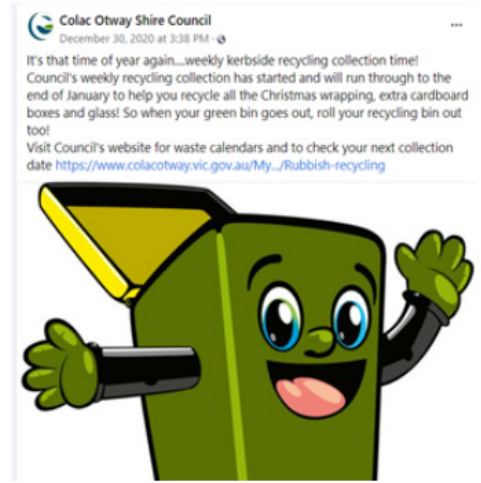 Colac Otway Shire Council
December 30, 2020 at 3:38 PM ·
It's that time of year again....weekly kerbside recycling collection time!
Council's weekly recycling collection has started and will run through to the
end of January to help you recycle all the Christmas wrapping, extra cardboard
boxes and glass! So when your green bin goes out, roll your recycling bin out
too!
Visit Council's website for waste calendars and to check your next collection
date https://www.colacotway.vic.gov.au/My.../Rubbish-recycling